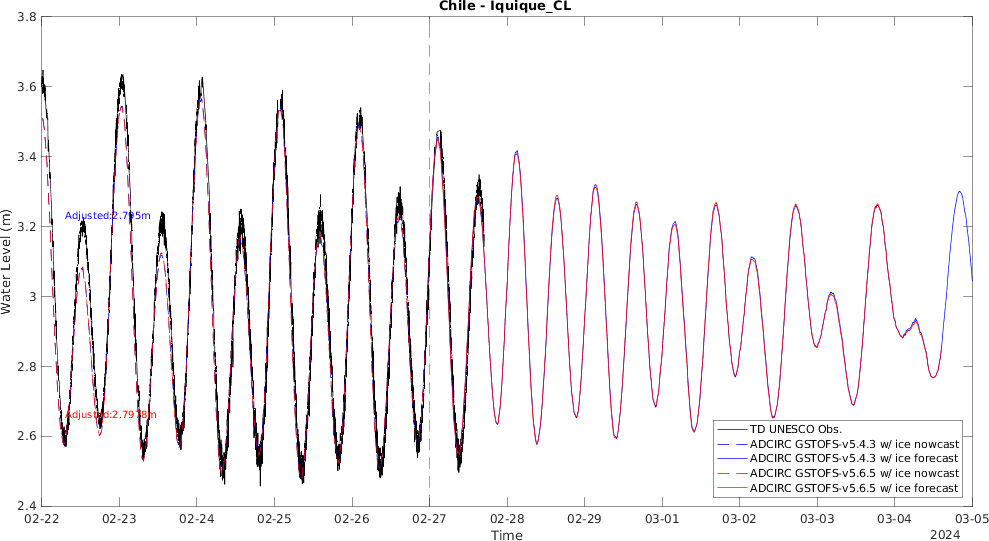 Chile - Iquique_CL
3.8
3.6
3.4
3.2
3
2.8
2.6
2.4
Water Level (m)
Adjusted:2.795m
Adjusted:2.7978m
TD UNESCO Obs.
ADCIRC GSTOFS-v5.4.3 w/ ice nowcast
ADCIRC GSTOFS-v5.4.3 w/ ice forecast
ADCIRC GSTOFS-v5.6.5 w/ ice nowcast
ADCIRC GSTOFS-v5.6.5 w/ ice forecast
02-22 02-23 02-24 02-25 02-26 02-27 02-28 02-29 03-01 03-02 03-03 03-04 03-05
Time
2024